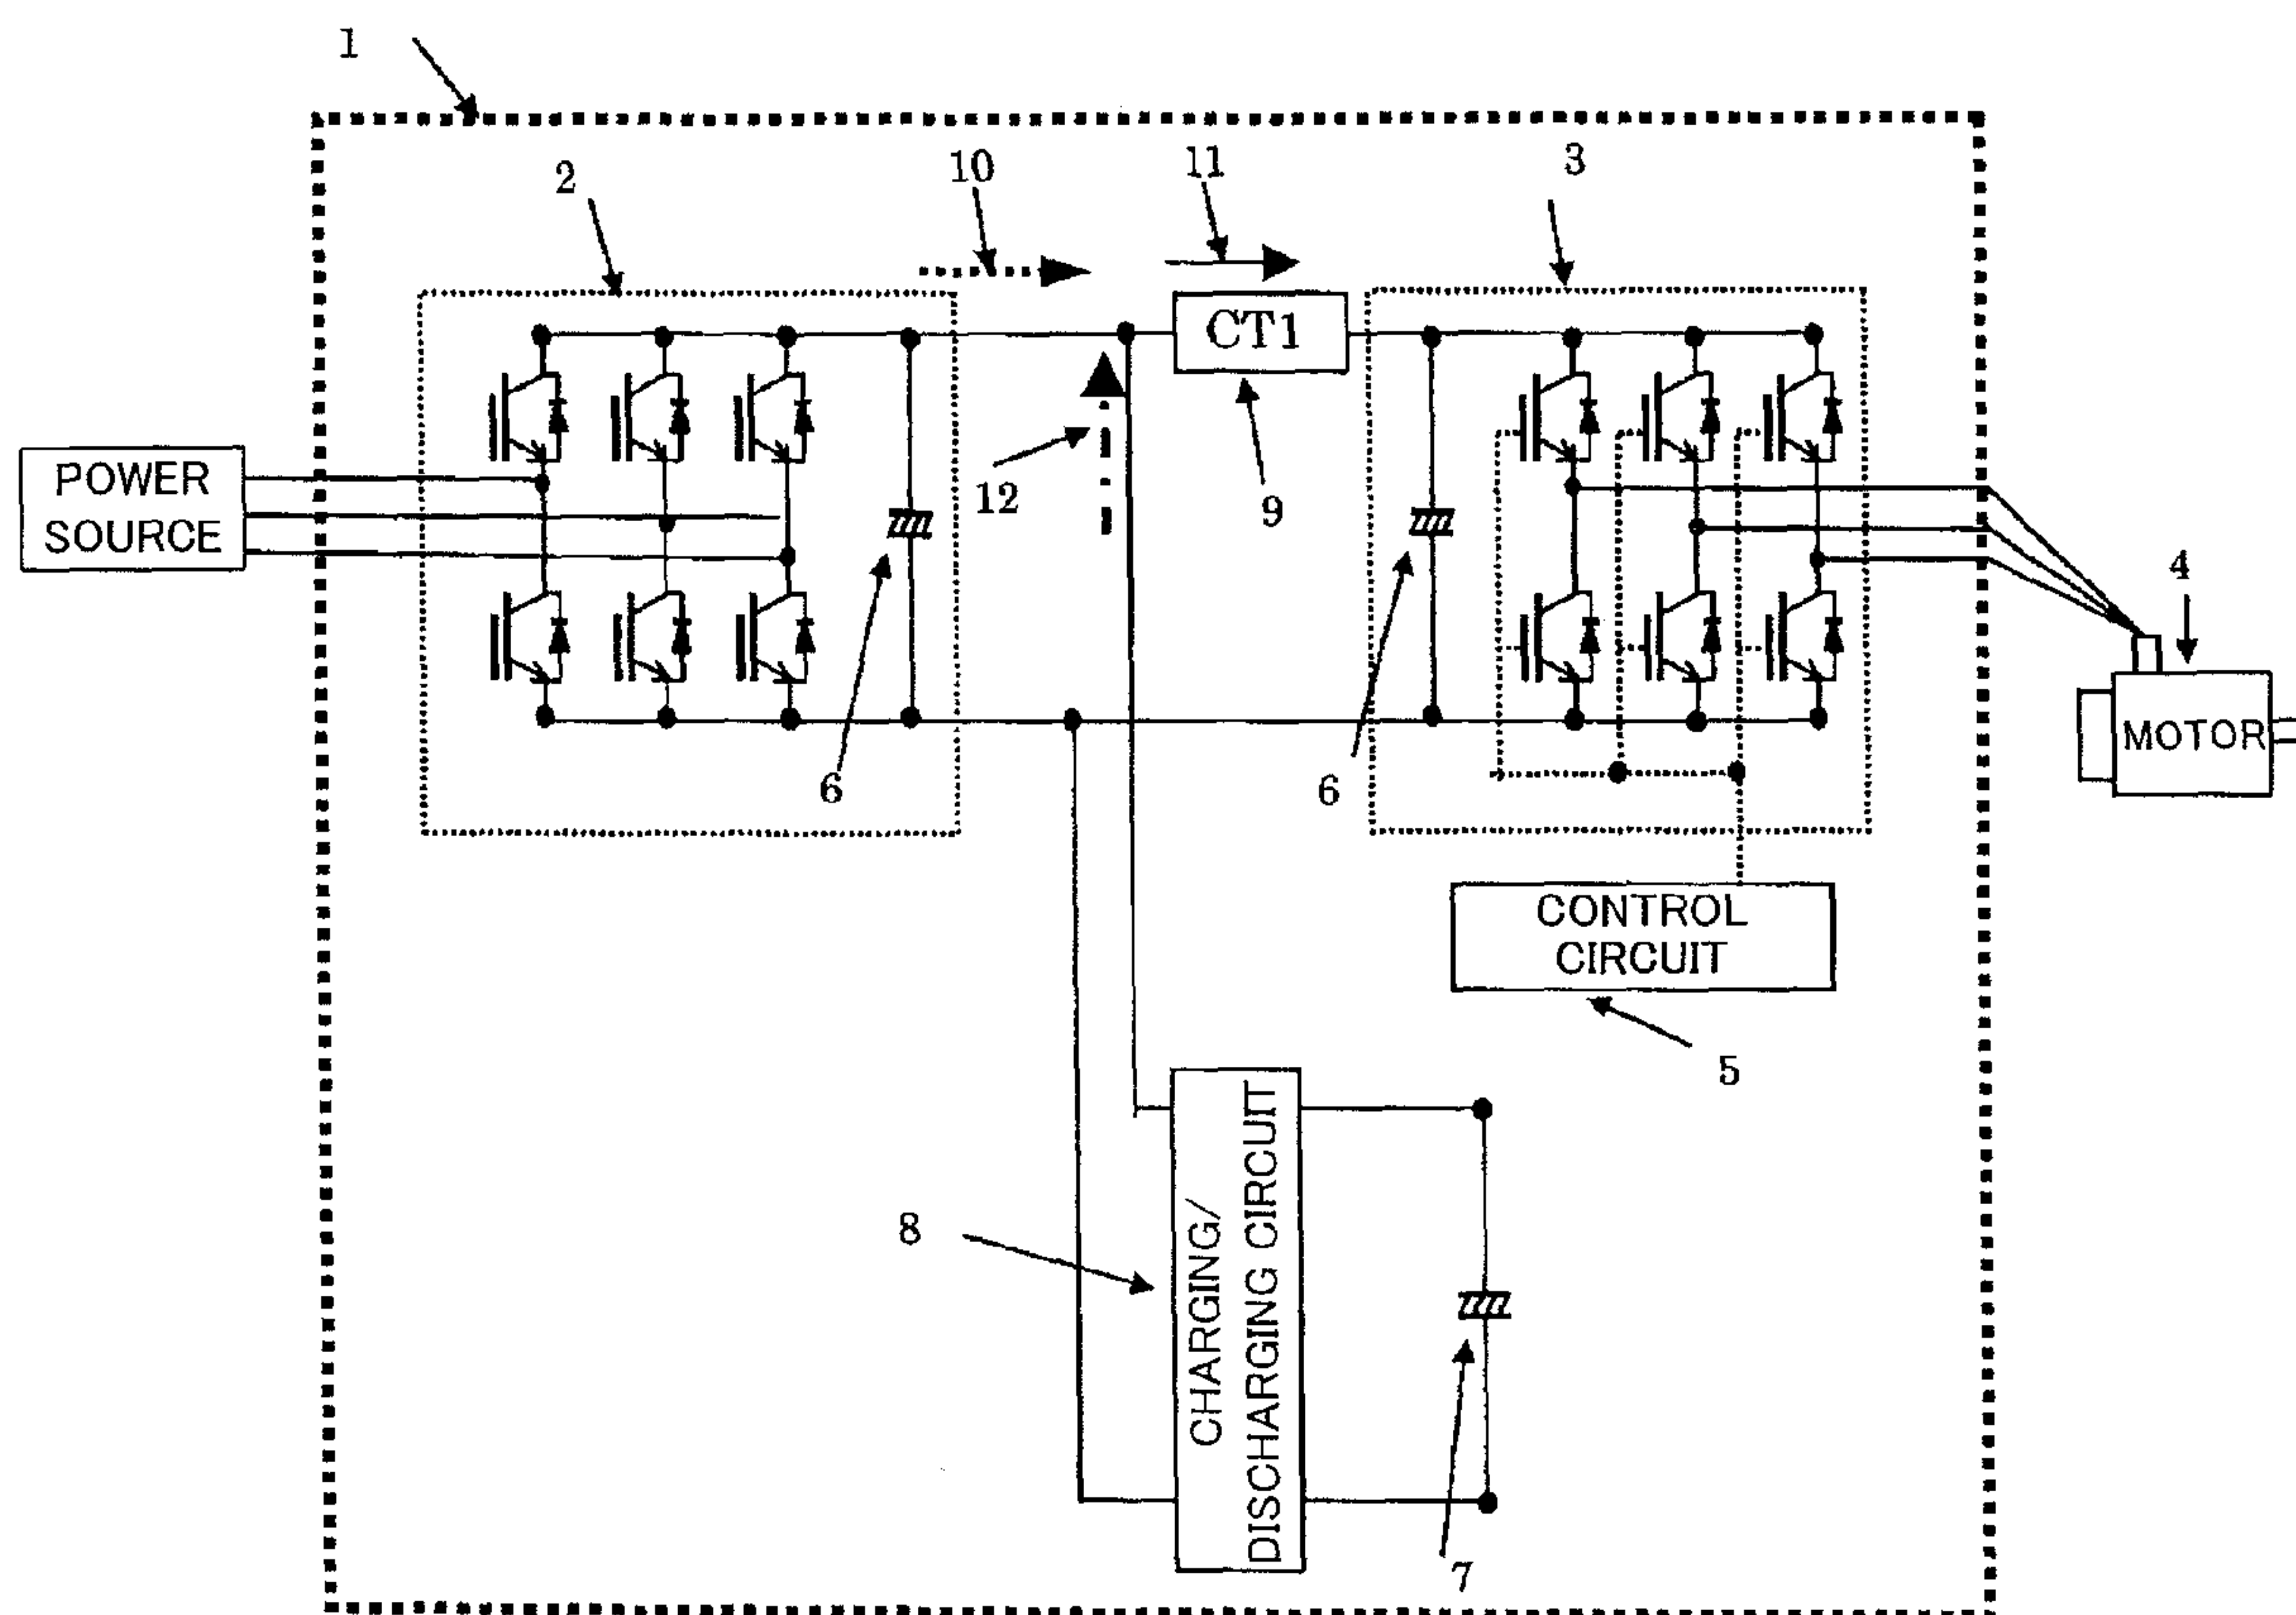 1
2
10
11
3
CT1
9
12
POWER
SOURCE
6
6
4
MOTOR
CONTROL
CIRCUIT
5
8
CHARGING/
DISCHARGING CIRCUIT
7